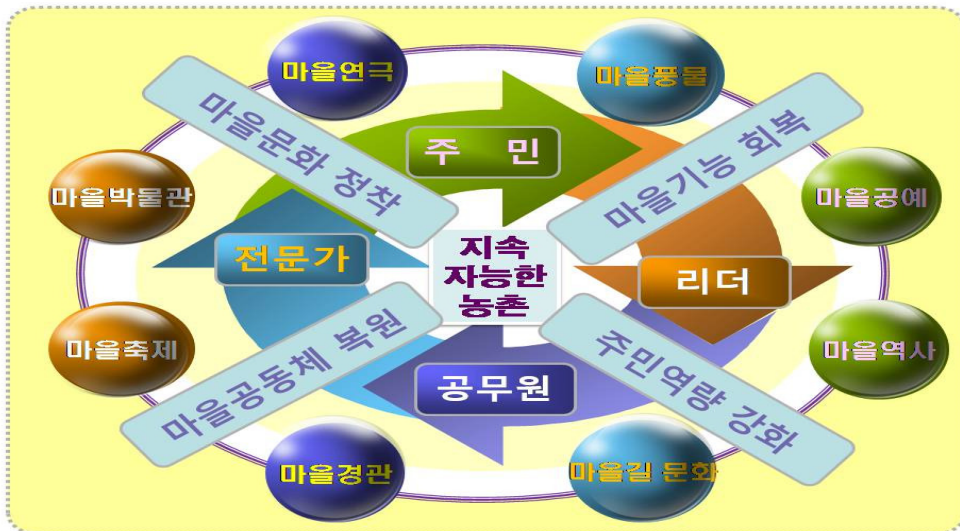 마을연극
마을풍물
마을문화 정착
주 민
마을기능 회복
마을박물관
마을공예
전문가
지속
자능한
농촌
리더
마을축제
마을공동체 복원
공무원
주민역량 강화
마을역사
마을경관
마을길 문화